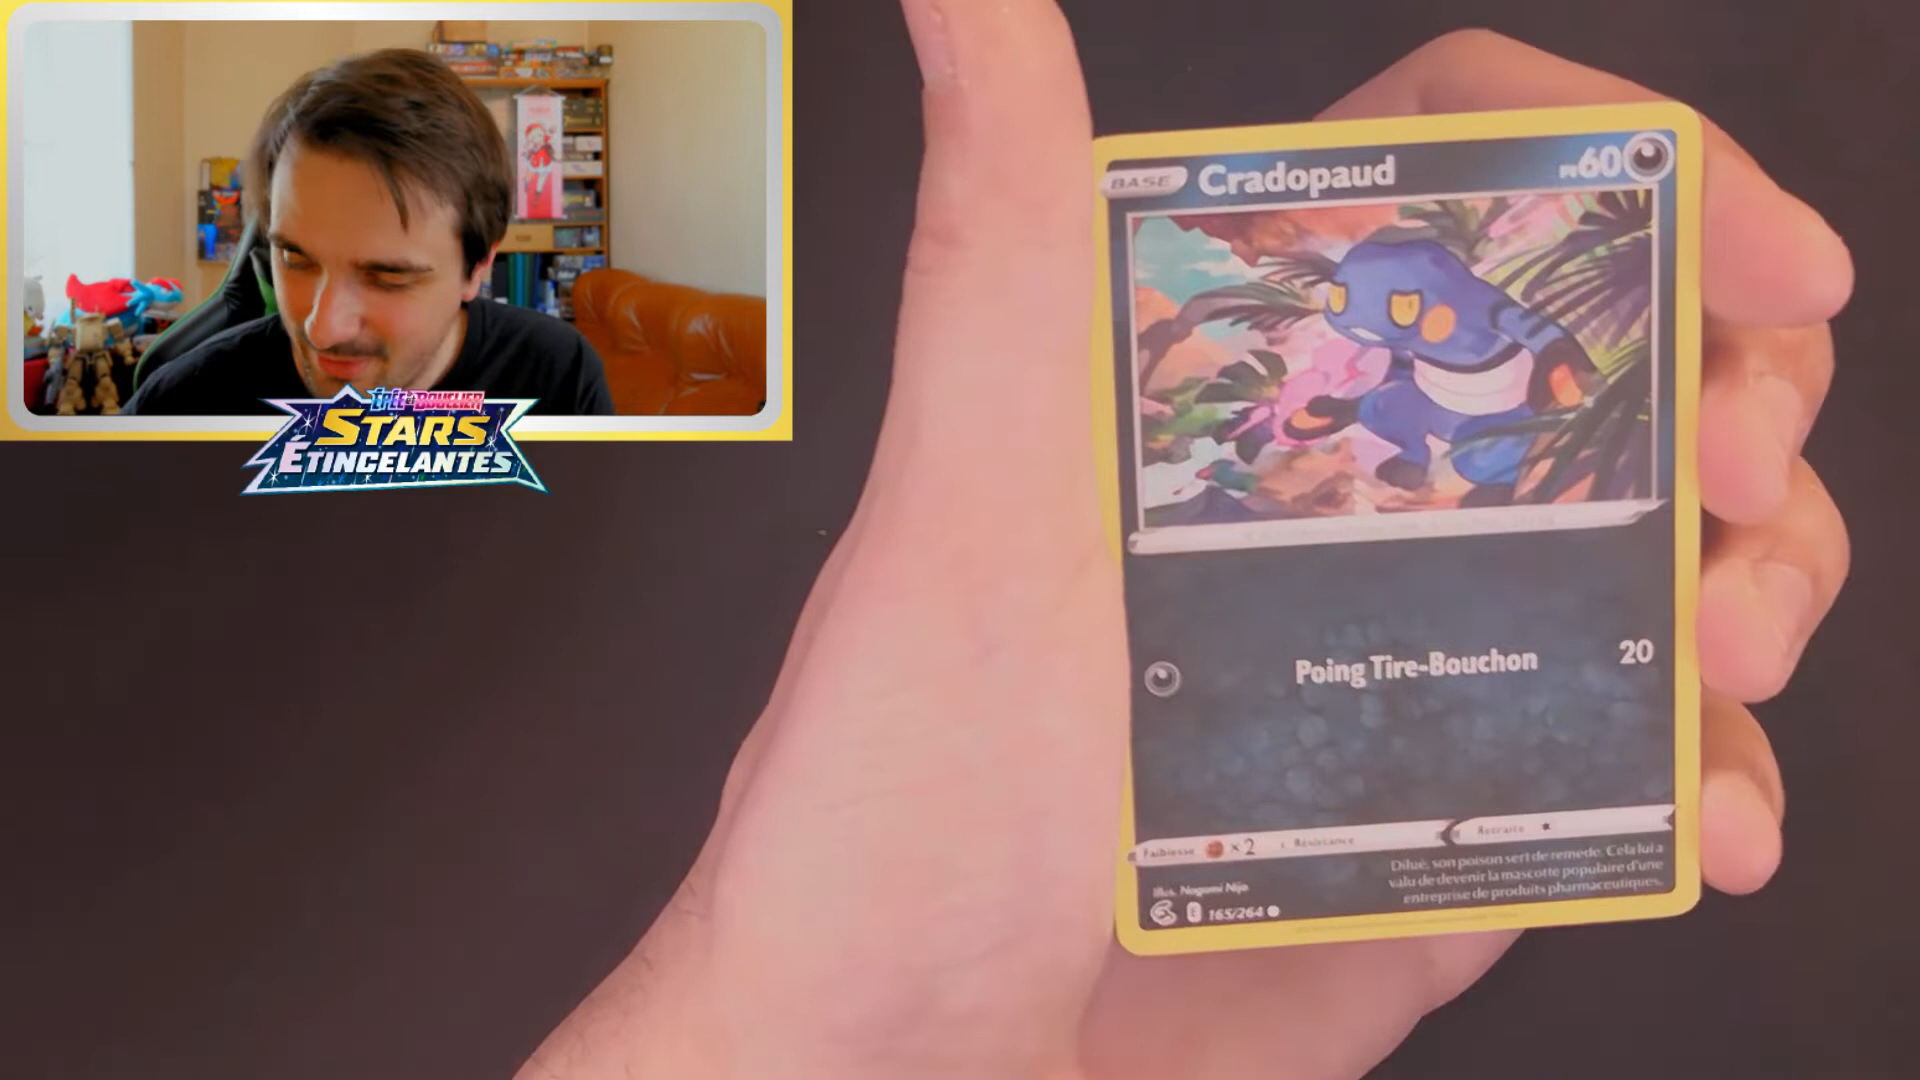 ÉPÉE ET BOUCLIER
STARS
ÉTINCELANTES
BASE
Cradopaud
PV60
Poing Tire-Bouchon
20
Faiblesse ×2
Résistance
Retraite
Dilué, son poison sert de remède. Cela lui a
valu de devenir la mascotte populaire d'une
entreprise de produits pharmaceutiques.
Illus. Nagomi Nijo
E 165/264